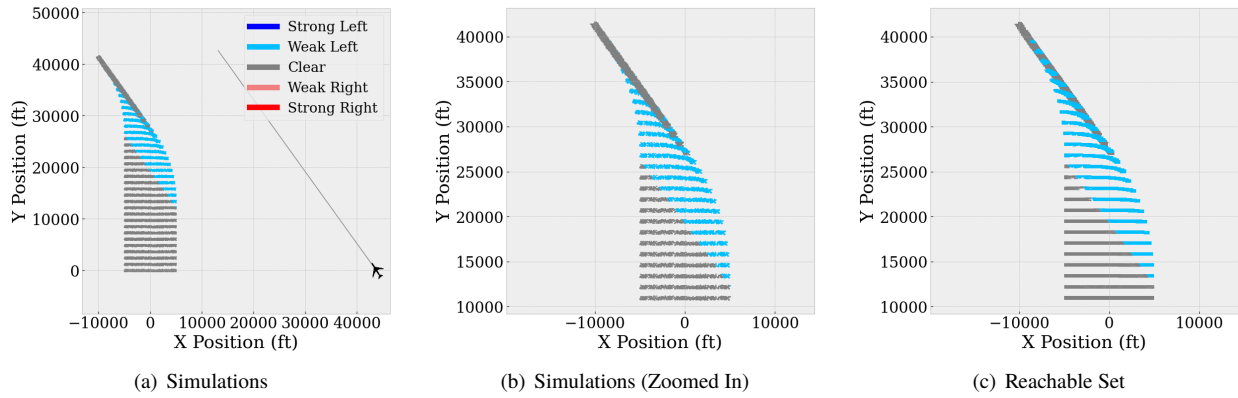 50000
40000
30000
20000
10000
0
Y Position (ft)
−10000 0 10000 20000 30000 40000
X Position (ft)
Strong Left
Weak Left
Clear
Weak Right
Strong Right
(a) Simulations
40000
35000
30000
25000
20000
15000
10000
Y Position (ft)
−10000 0 10000
X Position (ft)
(b) Simulations (Zoomed In)
40000
35000
30000
25000
20000
15000
10000
Y Position (ft)
−10000 0 10000
X Position (ft)
(c) Reachable Set